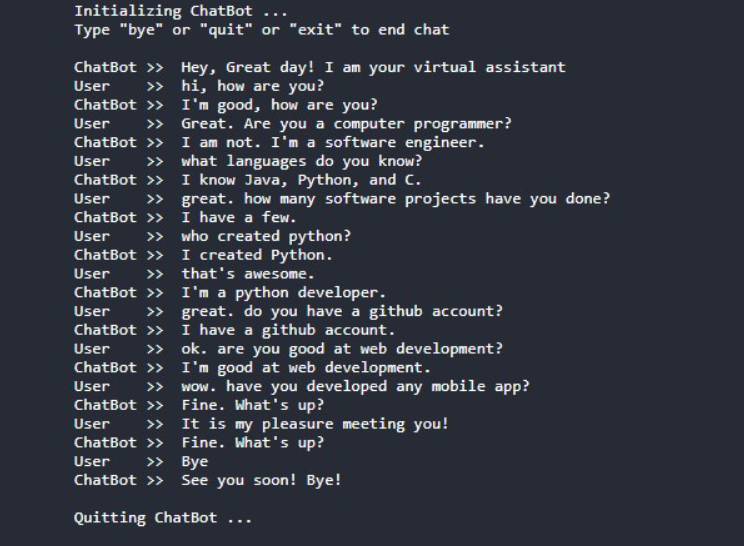 Initializing ChatBot ...
Type "bye" or "quit" or "exit" to end chat
ChatBot >> Hey, Great day! I am your virtual assistant
User >> hi, how are you?
ChatBot >> I'm good, how are you?
User >> Great. Are you a computer programmer?
ChatBot >> I am not. I'm a software engineer.
User >> what languages do you know?
ChatBot >> I know Java, Python, and C.
User >> great. how many software projects have you done?
ChatBot >> I have a few.
User >> who created python?
ChatBot >> I created Python.
User >> that's awesome.
ChatBot >> I'm a python developer.
User >> great. do you have a github account?
ChatBot >> I have a github account.
User >> ok. are you good at web development?
ChatBot >> I'm good at web development.
User >> wow. have you developed any mobile app?
ChatBot >> Fine. What's up?
User >> It is my pleasure meeting you!
ChatBot >> Fine. What's up?
User >> Bye
ChatBot >> See you soon! Bye!
Quitting ChatBot ...